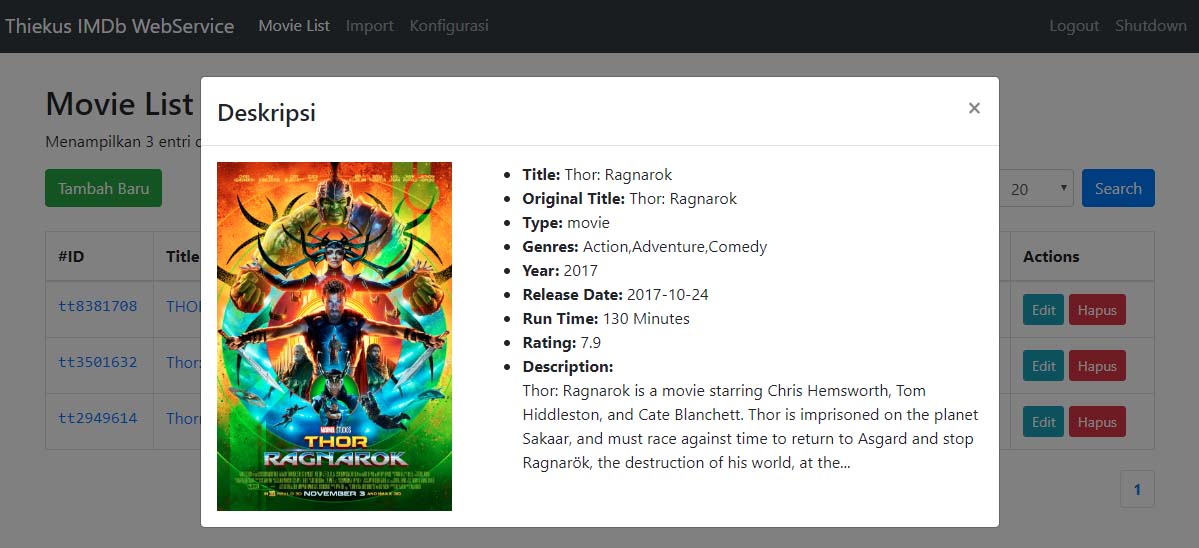 Thiekus IMDb WebService Movie List Import Konfigurasi Logout Shutdown
Movie List
Menampilkan 3 entri
Tambah Baru
20
Search
#ID Title Actions
tt8381708 THO Edit Hapus
tt3501632 Thor: Edit Hapus
tt2949614 Thor Edit Hapus
1
Deskripsi
×
MARVEL STUDIOS
THOR
RAGNAROK
NOVEMBER 3
Title: Thor: Ragnarok
Original Title: Thor: Ragnarok
Type: movie
Genres: Action,Adventure,Comedy
Year: 2017
Release Date: 2017-10-24
Run Time: 130 Minutes
Rating: 7.9
Description:
Thor: Ragnarok is a movie starring Chris Hemsworth, Tom
Hiddleston, and Cate Blanchett. Thor is imprisoned on the planet
Sakaar, and must race against time to return to Asgard and stop
Ragnarök, the destruction of his world, at the...